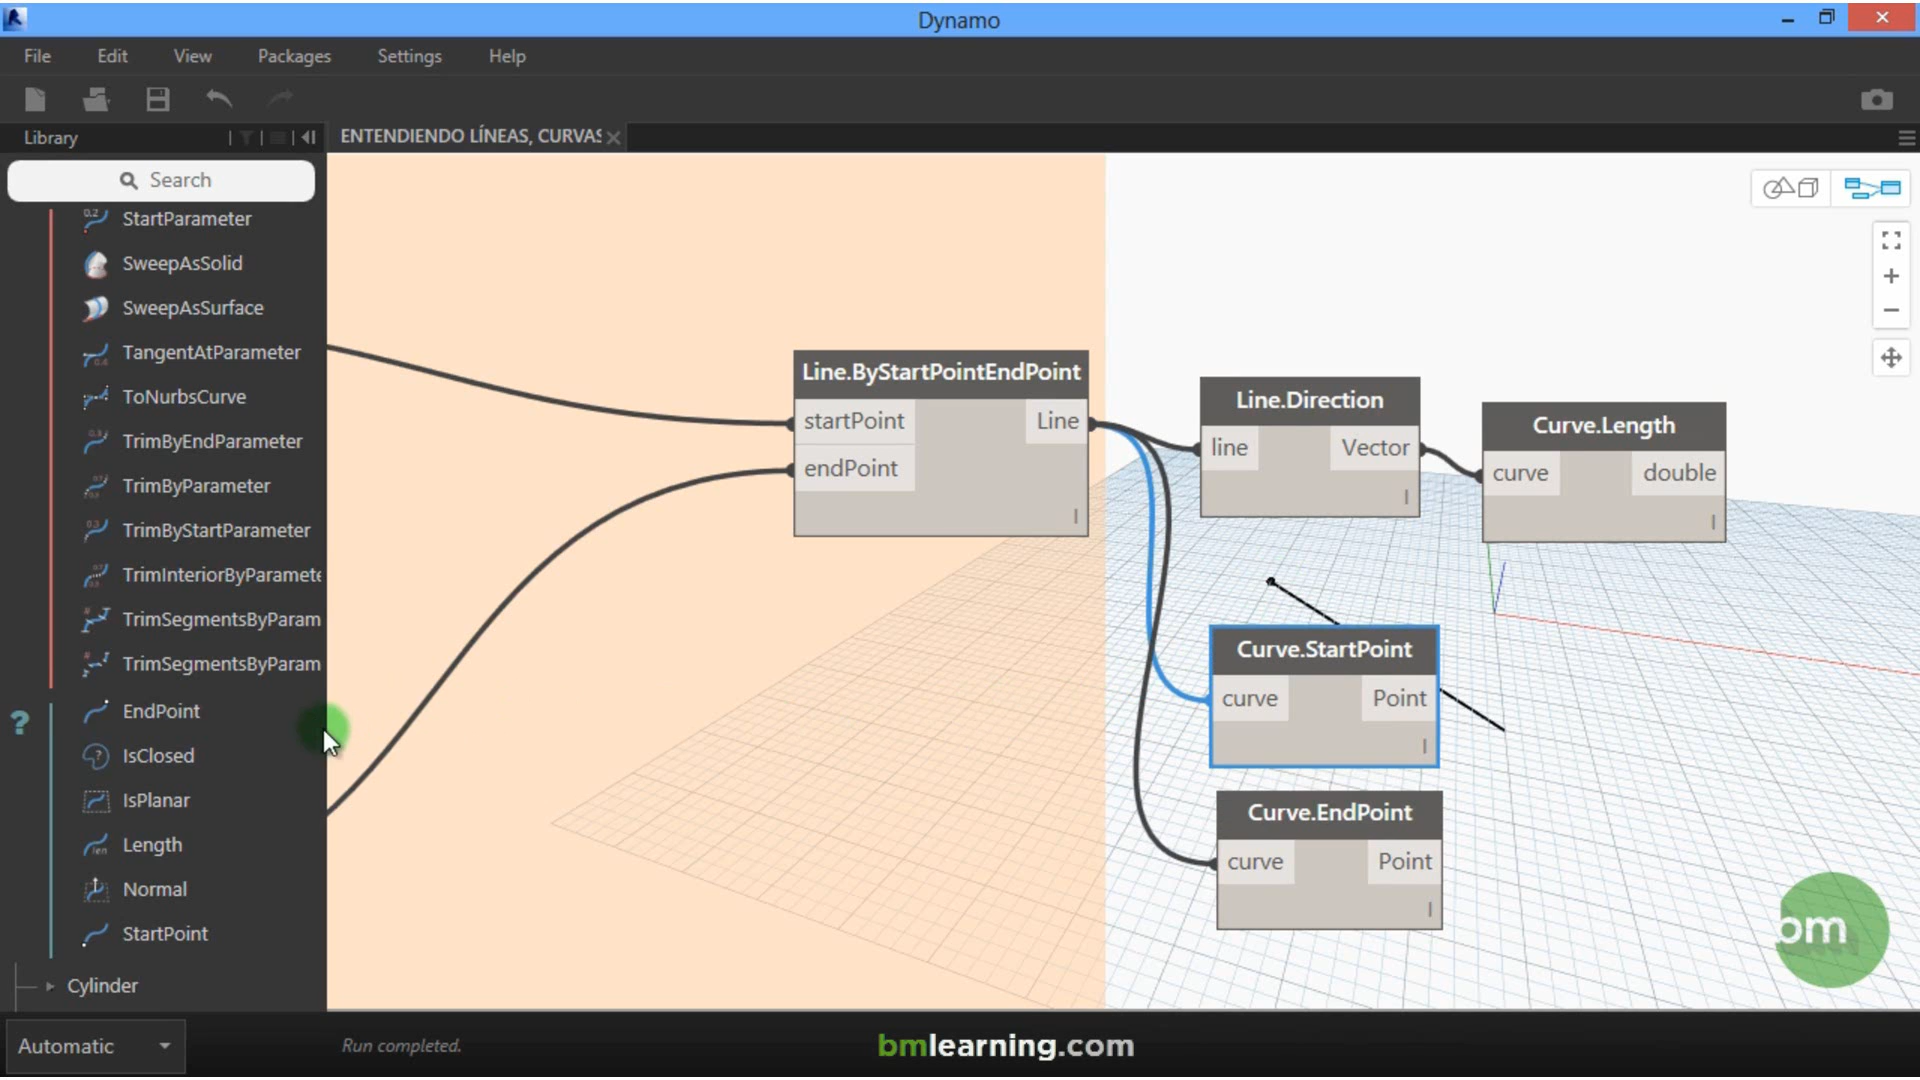 Dynamo
File Edit View Packages Settings Help
Library
ENTENDIENDO LÍNEAS, CURVAS
Search
StartParameter
SweepAsSolid
SweepAsSurface
TangentAtParameter
ToNurbsCurve
TrimByEndParameter
TrimByParameter
TrimByStartParameter
TrimInteriorByParamete
TrimSegmentsByParam
TrimSegmentsByParam
EndPoint
IsClosed
IsPlanar
Length
Normal
StartPoint
Cylinder
Line.ByStartPointEndPoint
startPoint Line
endPoint
Line.Direction
line Vector
Curve.Length
curve double
Curve.StartPoint
curve Point
Curve.EndPoint
curve Point
bm
Automatic
Run completed.
bmlearning.com